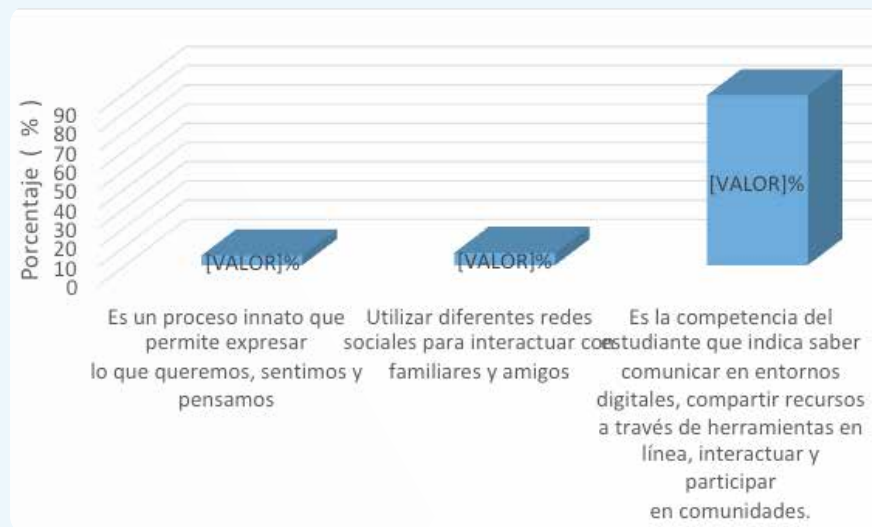 Porcentaje ( % )
90
80
70
60
50
40
30
20
10
0
[VALOR]%
[VALOR]%
[VALOR]%
Es un proceso innato que
permite expresar
lo que queremos, sentimos y
pensamos
Utilizar diferentes redes
sociales para interactuar con
familiares y amigos
Es la competencia del
estudiante que indica saber
comunicar en entornos
digitales, compartir recursos
a través de herramientas en
línea, interactuar y
participar
en comunidades.